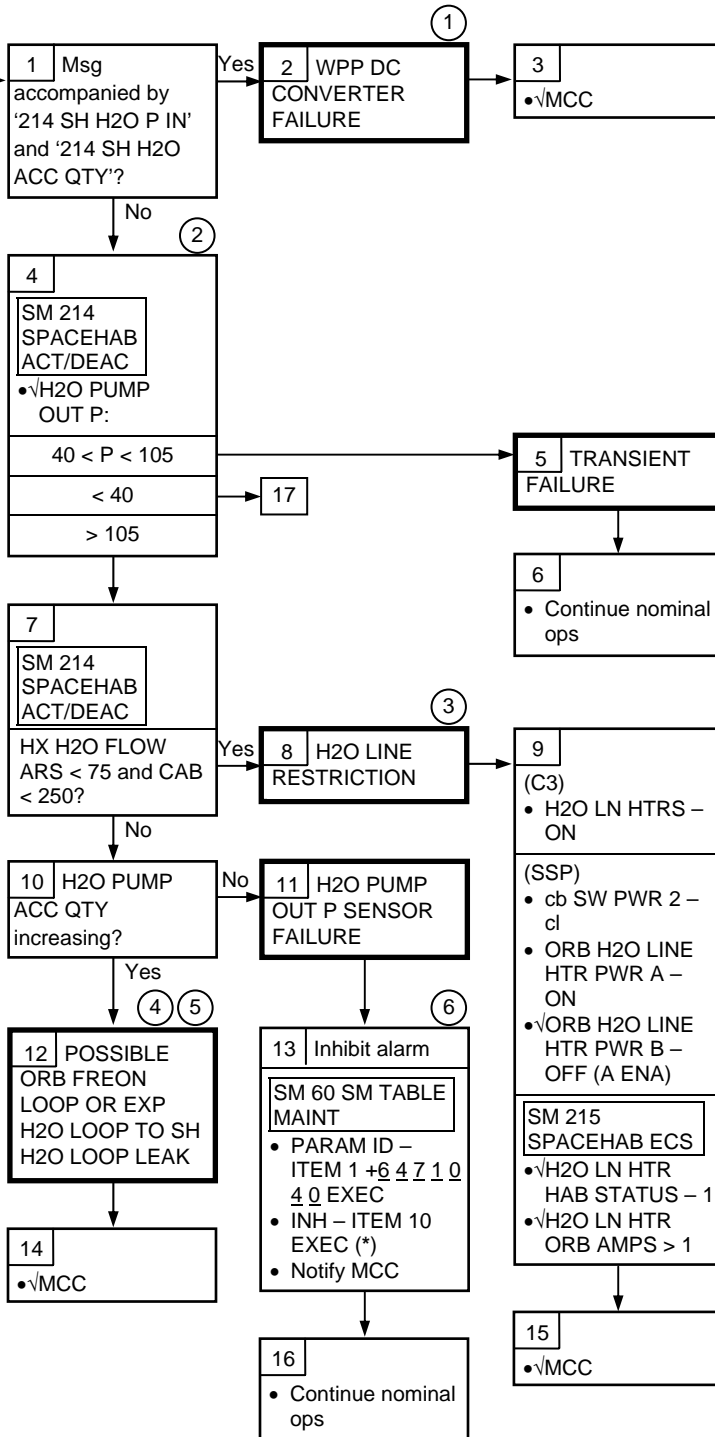 1
1 Msg
accompanied by
‘214 SH H2O P IN’
and ‘214 SH H2O
ACC QTY’?
Yes
2 WPP DC
CONVERTER
FAILURE
3
•√MCC
No
2
4
SM 214
SPACEHAB
ACT/DEAC
•√H2O PUMP
OUT P:
40 < P < 105
< 40
> 105
17
5 TRANSIENT
FAILURE
6
• Continue nominal
ops
7
SM 214
SPACEHAB
ACT/DEAC
HX H2O FLOW
ARS < 75 and CAB
< 250?
Yes
3
8 H2O LINE
RESTRICTION
9
(C3)
• H2O LN HTRS –
ON
(SSP)
• cb SW PWR 2 –
cl
• ORB H2O LINE
HTR PWR A –
ON
•√ORB H2O LINE
HTR PWR B –
OFF (A ENA)
SM 215
SPACEHAB ECS
•√H2O LN HTR
HAB STATUS – 1
•√H2O LN HTR
ORB AMPS > 1
15
•√MCC
No
10 H2O PUMP
ACC QTY
increasing?
No
11 H2O PUMP
OUT P SENSOR
FAILURE
Yes
4 5
12 POSSIBLE
ORB FREON
LOOP OR EXP
H2O LOOP TO SH
H2O LOOP LEAK
14
•√MCC
6
13 Inhibit alarm
SM 60 SM TABLE
MAINT
• PARAM ID –
ITEM 1 +6 4 7 1 0
4 0 EXEC
• INH – ITEM 10
EXEC (*)
• Notify MCC
16
• Continue nominal
ops